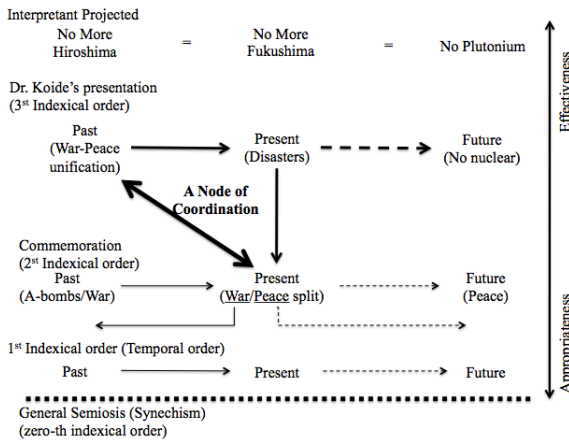 Interpretant Projected
No More Hiroshima = No More Fukushima = No Plutonium
Dr. Koide's presentation
(3st Indexical order)
Past
(War-Peace
unification)
Present
(Disasters)
Future
(No nuclear)
A Node of
Coordination
Commemoration
(2st Indexical order)
Past
(A-bombs/War)
Present
(War/Peace split)
Future
(Peace)
1st Indexical order (Temporal order)
Past
Present
Future
General Semiosis (Synechism)
(zero-th indexical order)
Effectiveness
Appropriateness